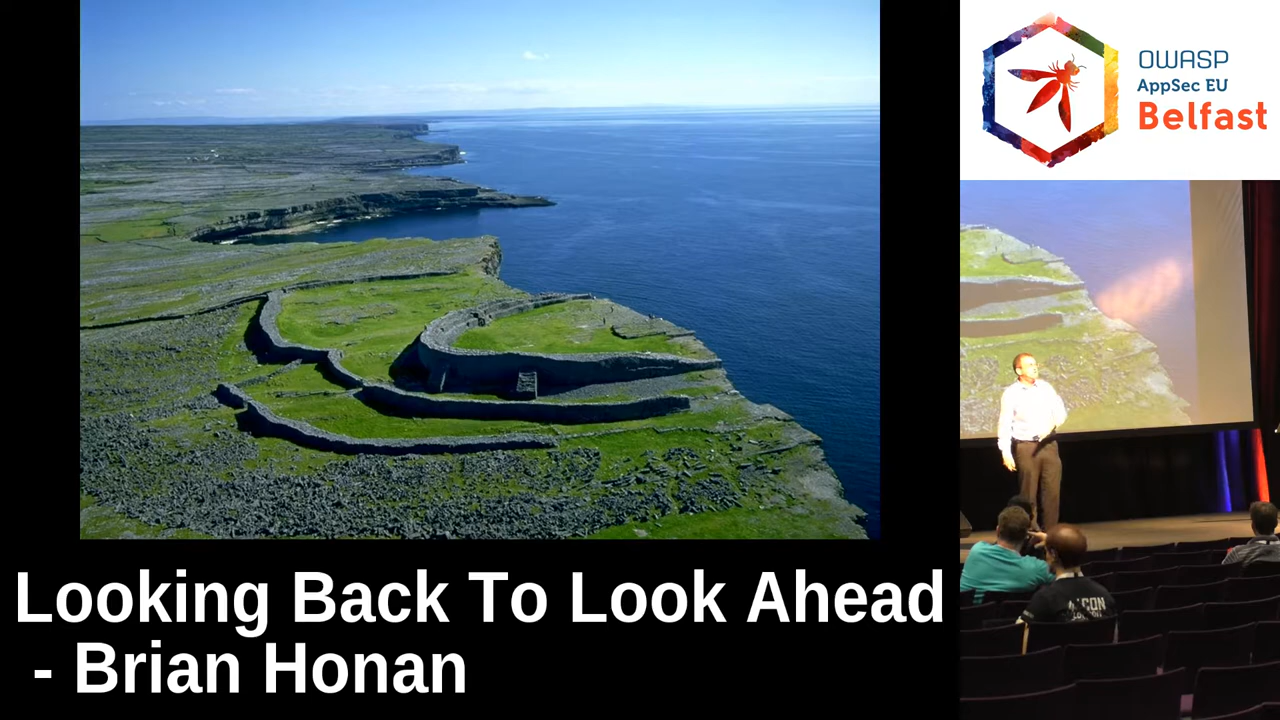 OWASP
AppSec EU
Belfast
Looking Back To Look Ahead
- Brian Honan